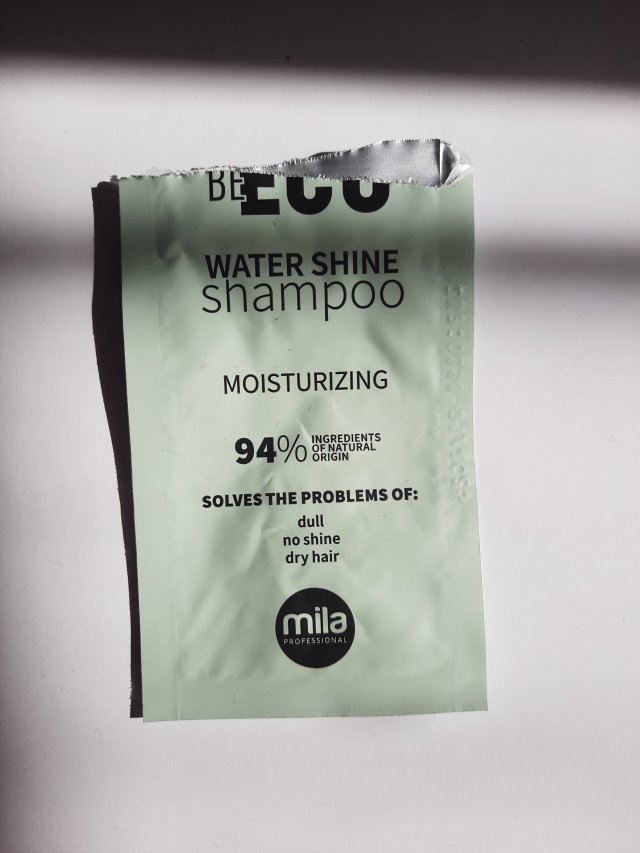 BE ECO
WATER SHINE
shampoo
MOISTURIZING
94% INGREDIENTS
OF NATURAL
ORIGIN
SOLVES THE PROBLEMS OF:
dull
no shine
dry hair
mila
PROFESSIONAL